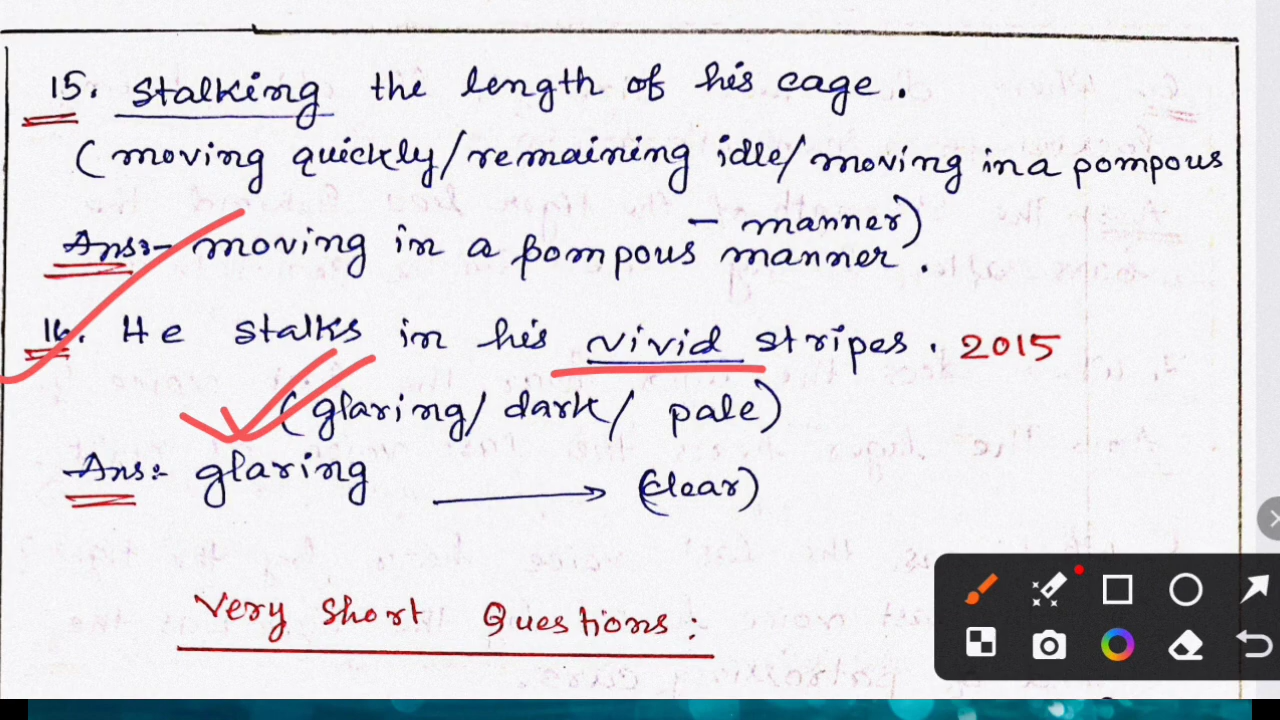 15. Stalking the length of his cage.
(moving quickly/remaining idle/moving in a pompous
- manner)
Ans:- moving in a pompous manner.
16. He stalks in his vivid stripes. 2015
(glaring/ dark/ pale)
Ans:- glaring → (clear)
Very Short Questions: